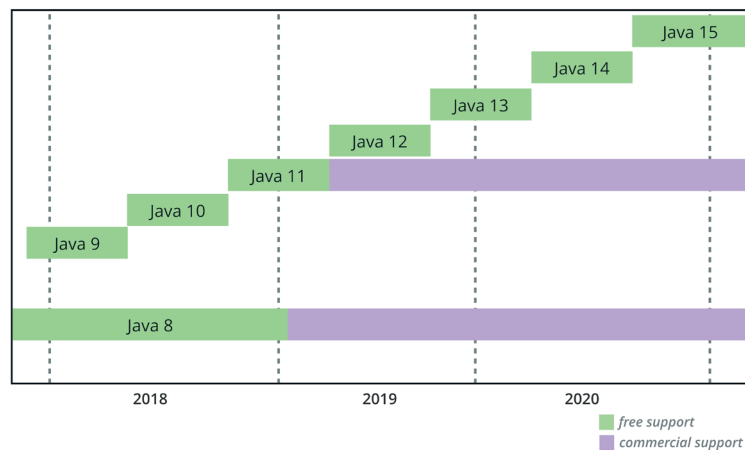 Java 15
Java 14
Java 13
Java 12
Java 11
Java 10
Java 9
Java 8
2018 2019 2020
free support
commercial support